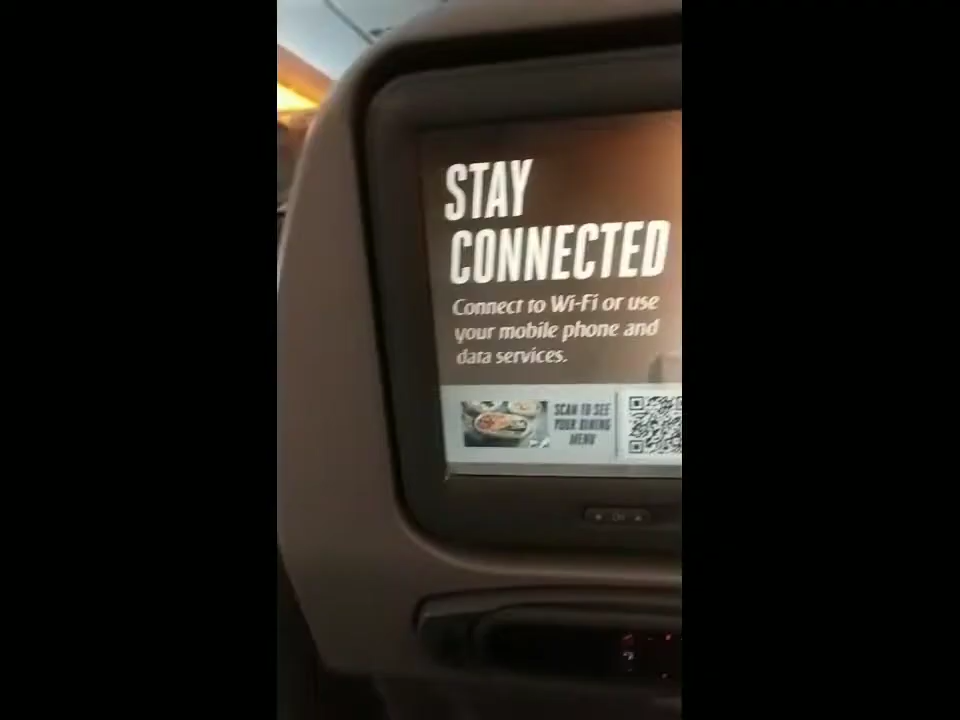 STAY
CONNECTED
Connect to Wi-Fi or use
your mobile phone and
data services.
SCAN TO SEE
YOUR DINING
MENU